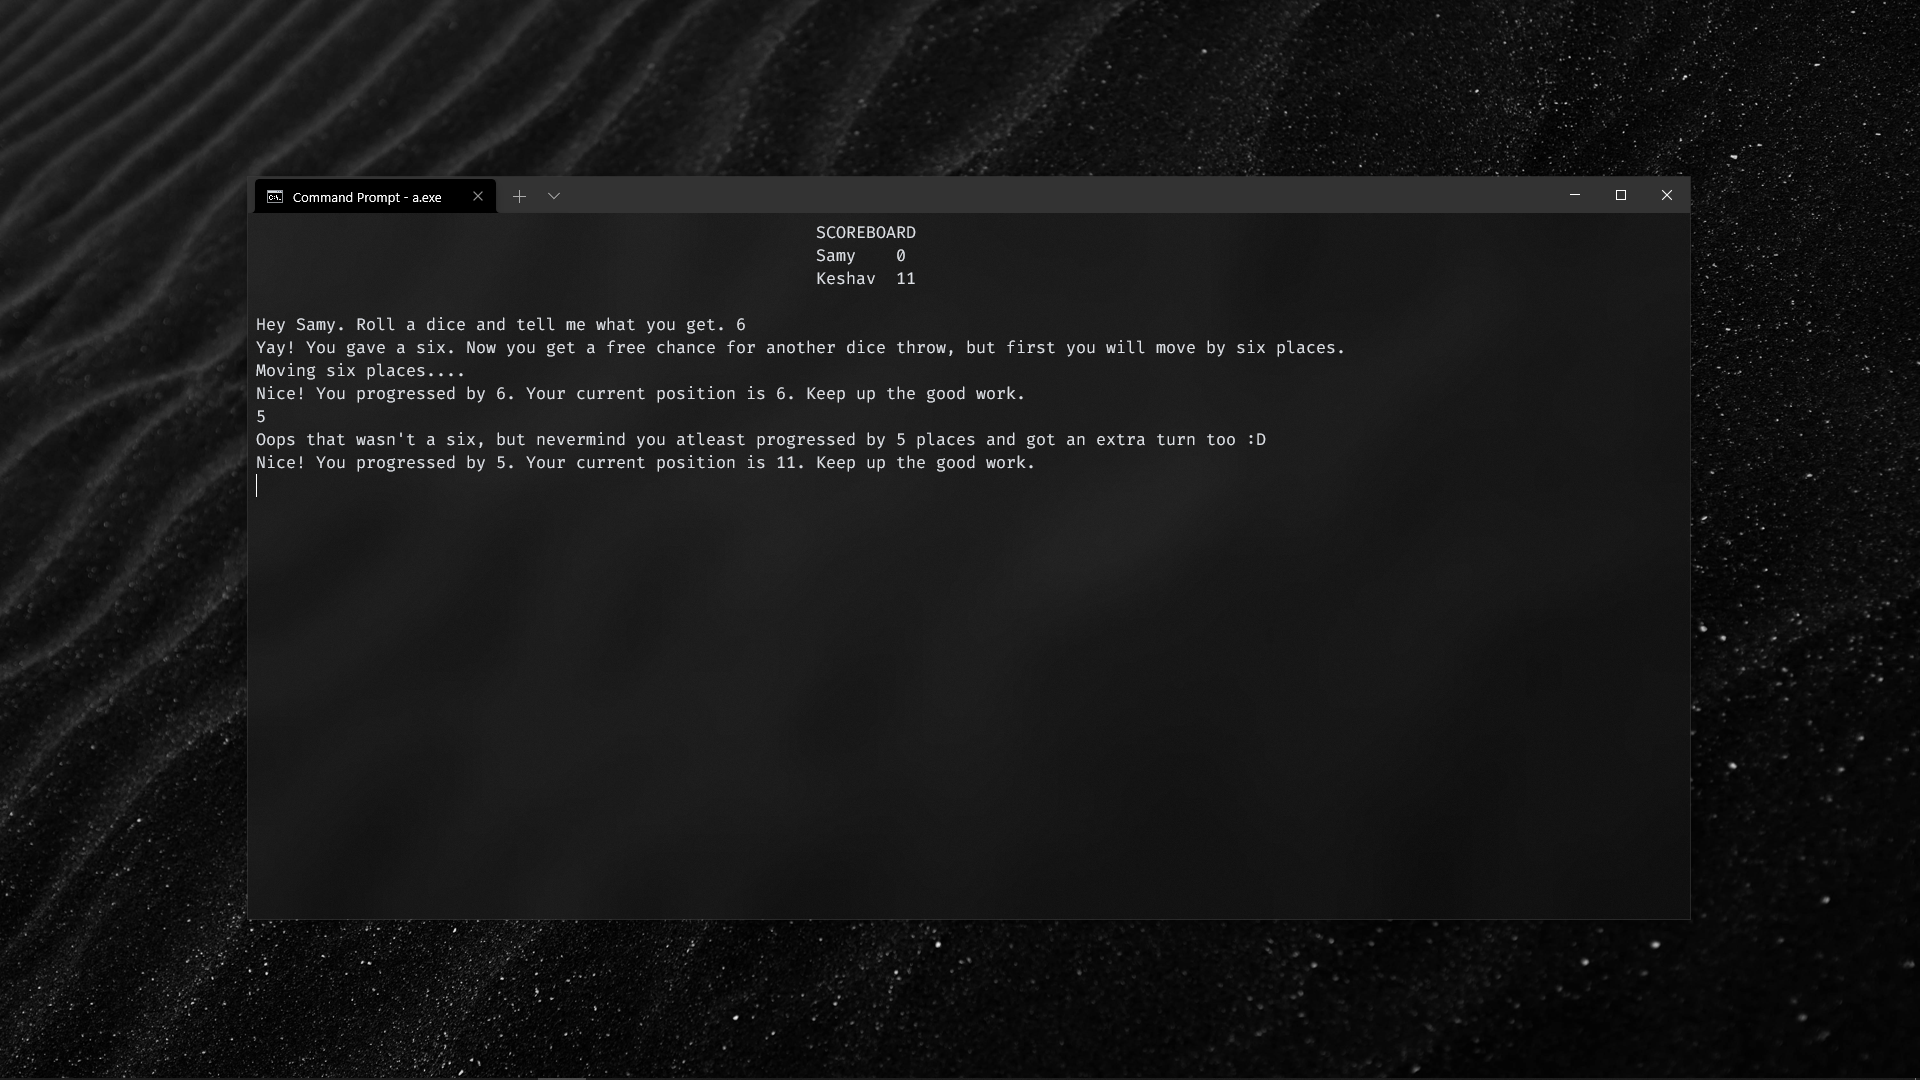 Command Prompt - a.exe
SCOREBOARD
Samy    0
Keshav  11
Hey Samy. Roll a dice and tell me what you get. 6
Yay! You gave a six. Now you get a free chance for another dice throw, but first you will move by six places.
Moving six places....
Nice! You progressed by 6. Your current position is 6. Keep up the good work.
5
Oops that wasn't a six, but nevermind you atleast progressed by 5 places and got an extra turn too :D
Nice! You progressed by 5. Your current position is 11. Keep up the good work.